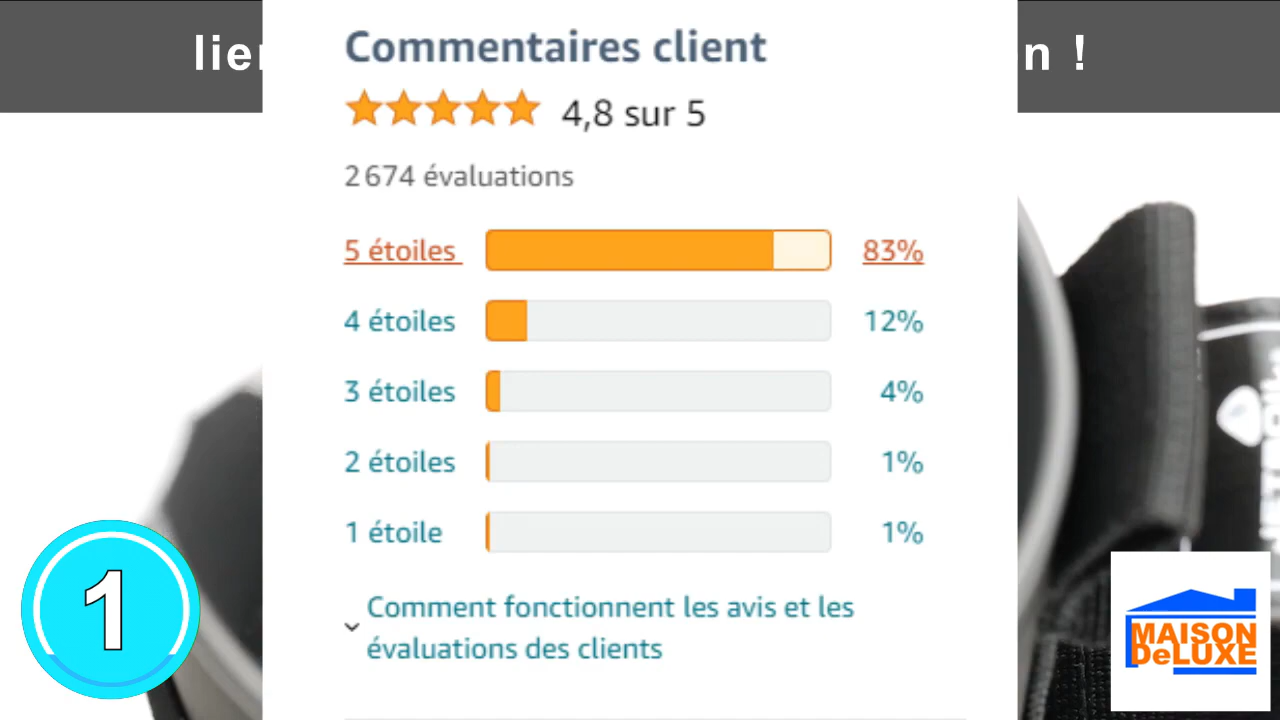 Commentaires client
4,8 sur 5
2 674 évaluations
5 étoiles 83%
4 étoiles 12%
3 étoiles 4%
2 étoiles 1%
1 étoile 1%
Comment fonctionnent les avis et les
évaluations des clients
1
MAISON
DeLUXE